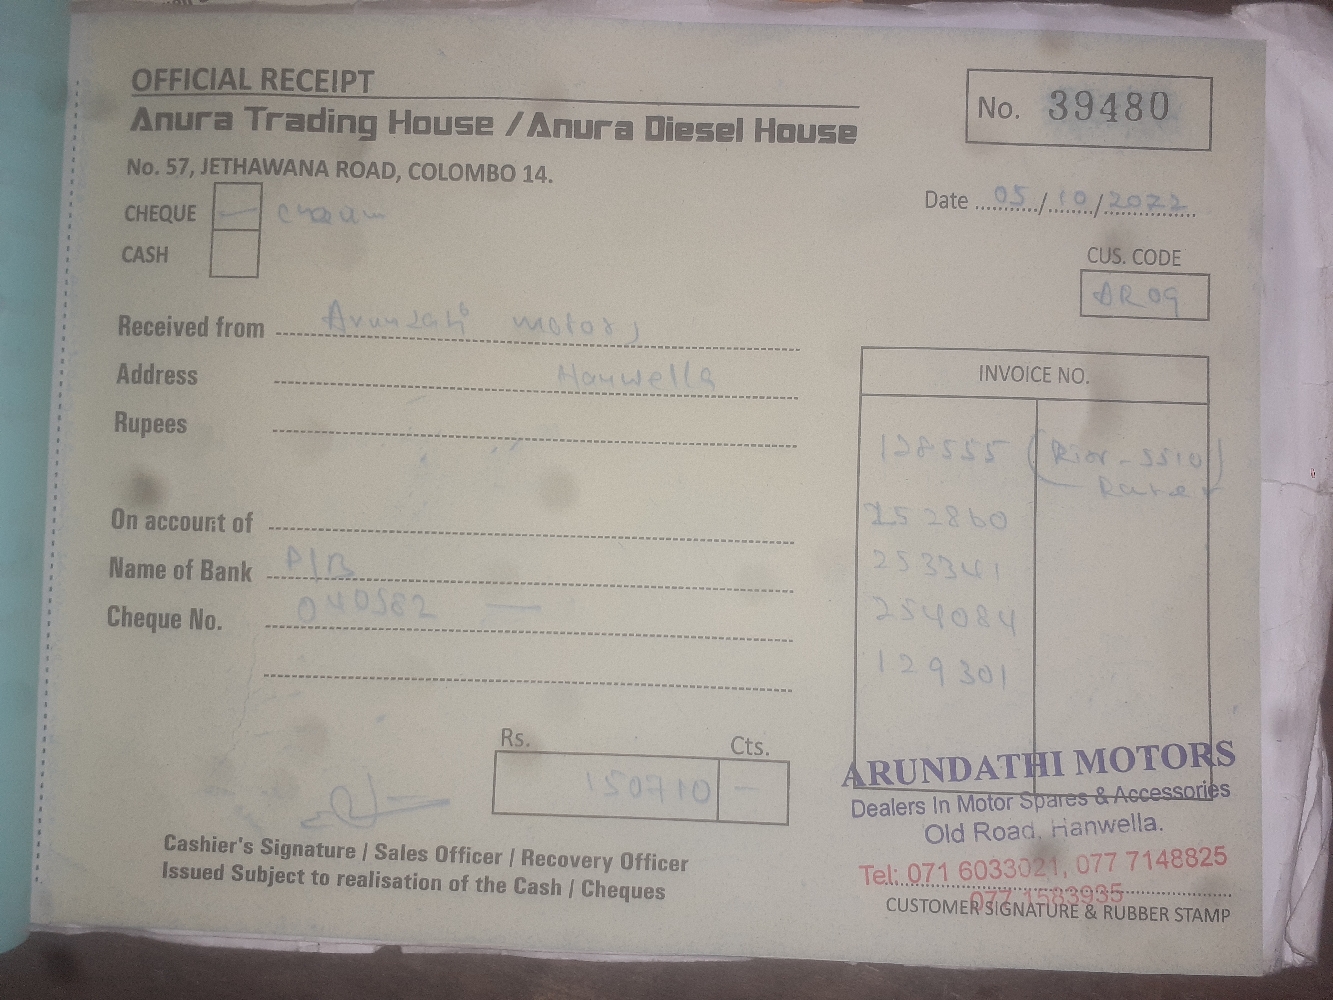 OFFICIAL RECEIPT
No. 39480
Anura Trading House / Anura Diesel House
No. 57, JETHAWANA ROAD, COLOMBO 14.
Date 05/10/2022
CHEQUE —
CASH
CUS. CODE
AR09
Received from Arundati motors
Address Hanwella
Rupees
INVOICE NO.
128555
152860
253341
254084
129301
On account of
Name of Bank P/B
Cheque No. 040582 —
Rs. Cts.
150710 —
ARUNDATHI MOTORS
Dealers In Motor Spares & Accessories
Old Road, Hanwella.
Tel: 071 6033021, 077 7148825
077 1583935
Cashier's Signature / Sales Officer / Recovery Officer
Issued Subject to realisation of the Cash / Cheques
CUSTOMER SIGNATURE & RUBBER STAMP